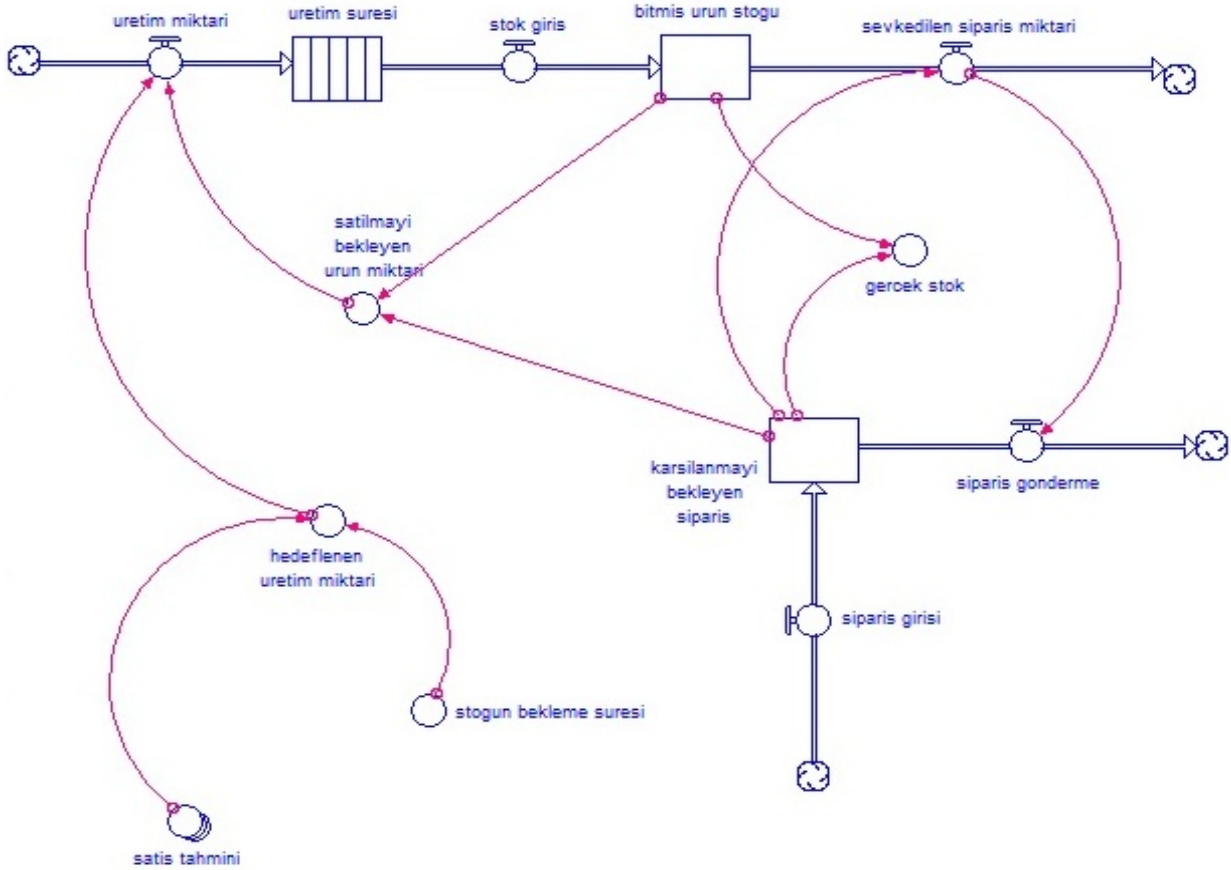 uretim miktari
uretim suresi
stok giris
bitmis urun stogu
sevkedilen siparis miktari
satilmayi
bekleyen
urun miktari
gercek stok
karsilanmayi
bekleyen
siparis
siparis gonderme
hedeflenen
uretim miktari
siparis girisi
stogun bekleme suresi
satis tahmini